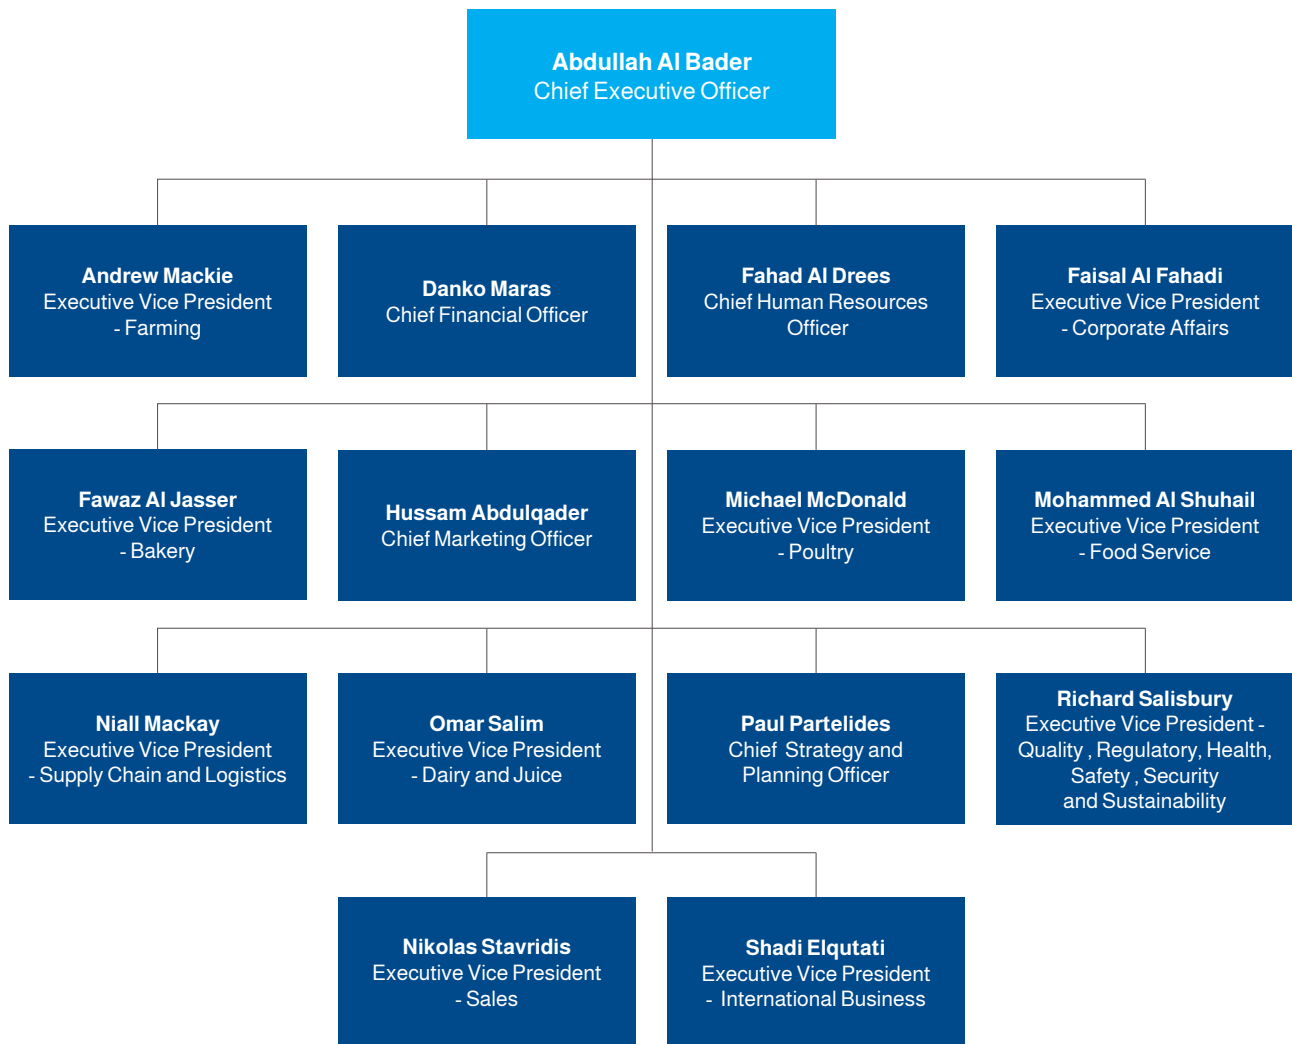 Abdullah Al Bader
Chief Executive Officer
Andrew Mackie
Executive Vice President
- Farming
Danko Maras
Chief Financial Officer
Fahad Al Drees
Chief Human Resources
Officer
Faisal Al Fahadi
Executive Vice President
- Corporate Affairs
Fawaz Al Jasser
Executive Vice President
- Bakery
Hussam Abdulqader
Chief Marketing Officer
Michael McDonald
Executive Vice President
- Poultry
Mohammed Al Shuhail
Executive Vice President
- Food Service
Niall Mackay
Executive Vice President
- Supply Chain and Logistics
Omar Salim
Executive Vice President
- Dairy and Juice
Paul Partelides
Chief Strategy and
Planning Officer
Richard Salisbury
Executive Vice President -
Quality , Regulatory, Health,
Safety , Security
and Sustainability
Nikolas Stavridis
Executive Vice President
- Sales
Shadi Elqutati
Executive Vice President
- International Business